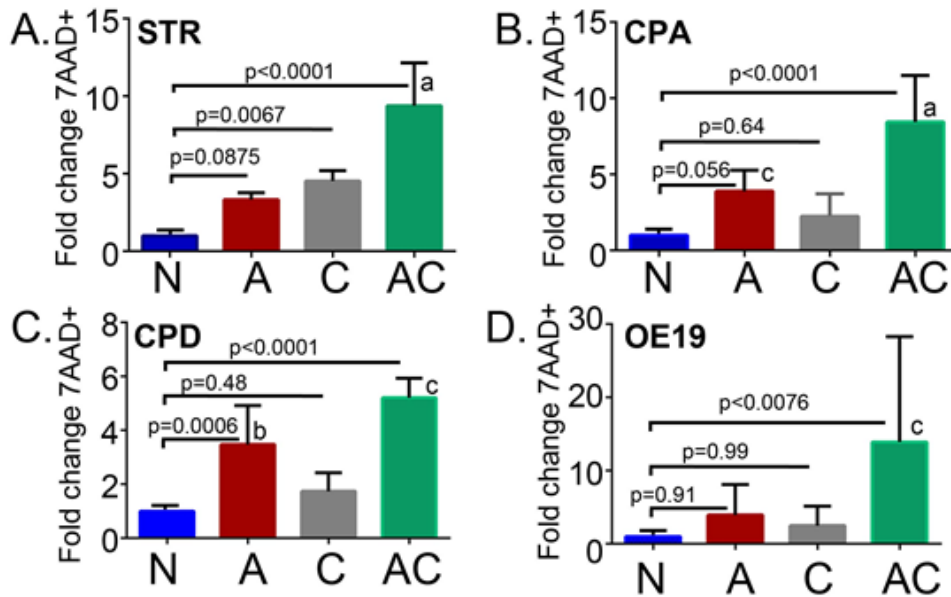 A. STR
Fold change 7AAD+
15
10
5
0
p<0.0001
a
p=0.0067
p=0.0875
N A C AC
B. CPA
Fold change 7AAD+
15
10
5
0
p<0.0001
a
p=0.64
p=0.056
c
N A C AC
C. CPD
Fold change 7AAD+
8
6
4
2
0
p<0.0001
c
p=0.48
p=0.0006
b
N A C AC
D. OE19
Fold change 7AAD+
30
20
10
0
p<0.0076
c
p=0.99
p=0.91
N A C AC